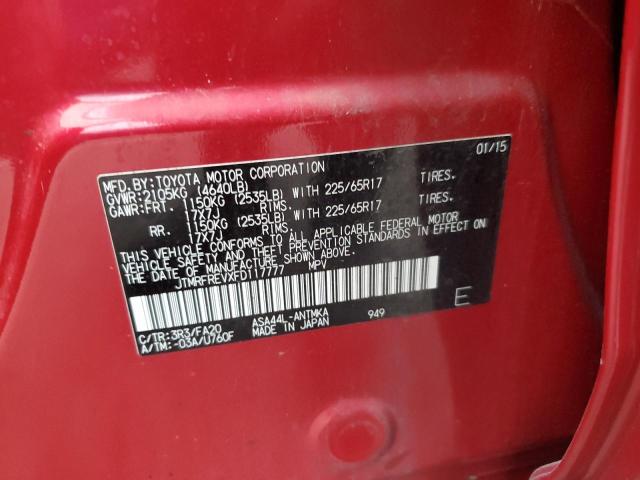 MFD.BY:TOYOTA MOTOR CORPORATION 01/15
GVWR:2105KG (4640LB)
GAWR:FRT. 1150KG (2535LB) WITH 225/65R17 TIRES.
17X7J RIMS.
RR. 1150KG (2535LB) WITH 225/65R17 TIRES.
17X7J RIMS.
THIS VEHICLE CONFORMS TO ALL APPLICABLE FEDERAL MOTOR
VEHICLE SAFETY AND THEFT PREVENTION STANDARDS IN EFFECT ON
THE DATE OF MANUFACTURE SHOWN ABOVE.
JTMRFREVXFD117777 MPV
E
C/TR:3R3/FA20 ASA44L-ANTMKA 949
A/TM:-03A/U760F MADE IN JAPAN